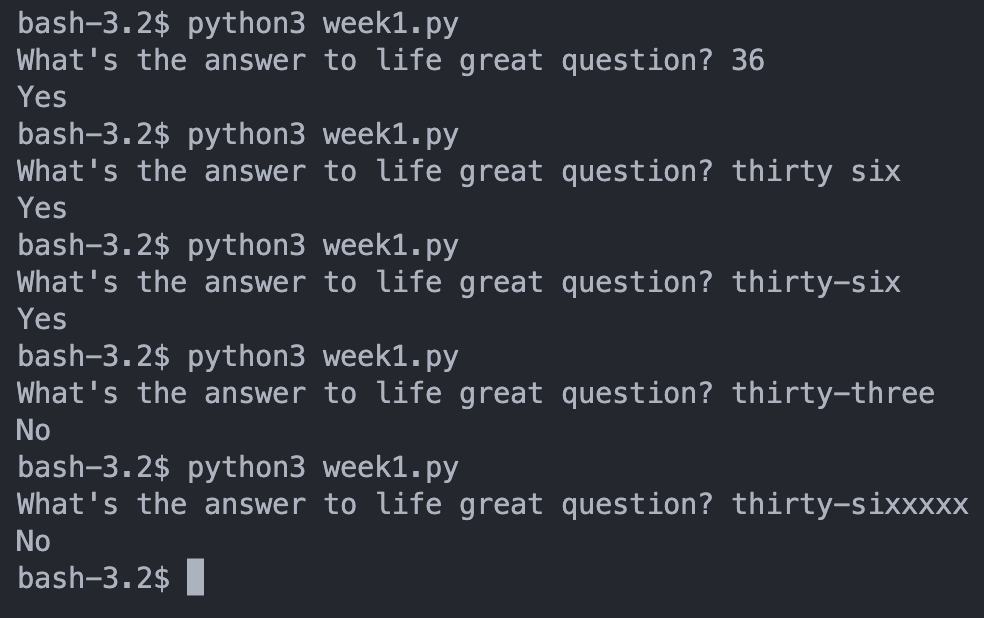 bash-3.2$ python3 week1.py
What's the answer to life great question? 36
Yes
bash-3.2$ python3 week1.py
What's the answer to life great question? thirty six
Yes
bash-3.2$ python3 week1.py
What's the answer to life great question? thirty-six
Yes
bash-3.2$ python3 week1.py
What's the answer to life great question? thirty-three
No
bash-3.2$ python3 week1.py
What's the answer to life great question? thirty-sixxxxx
No
bash-3.2$